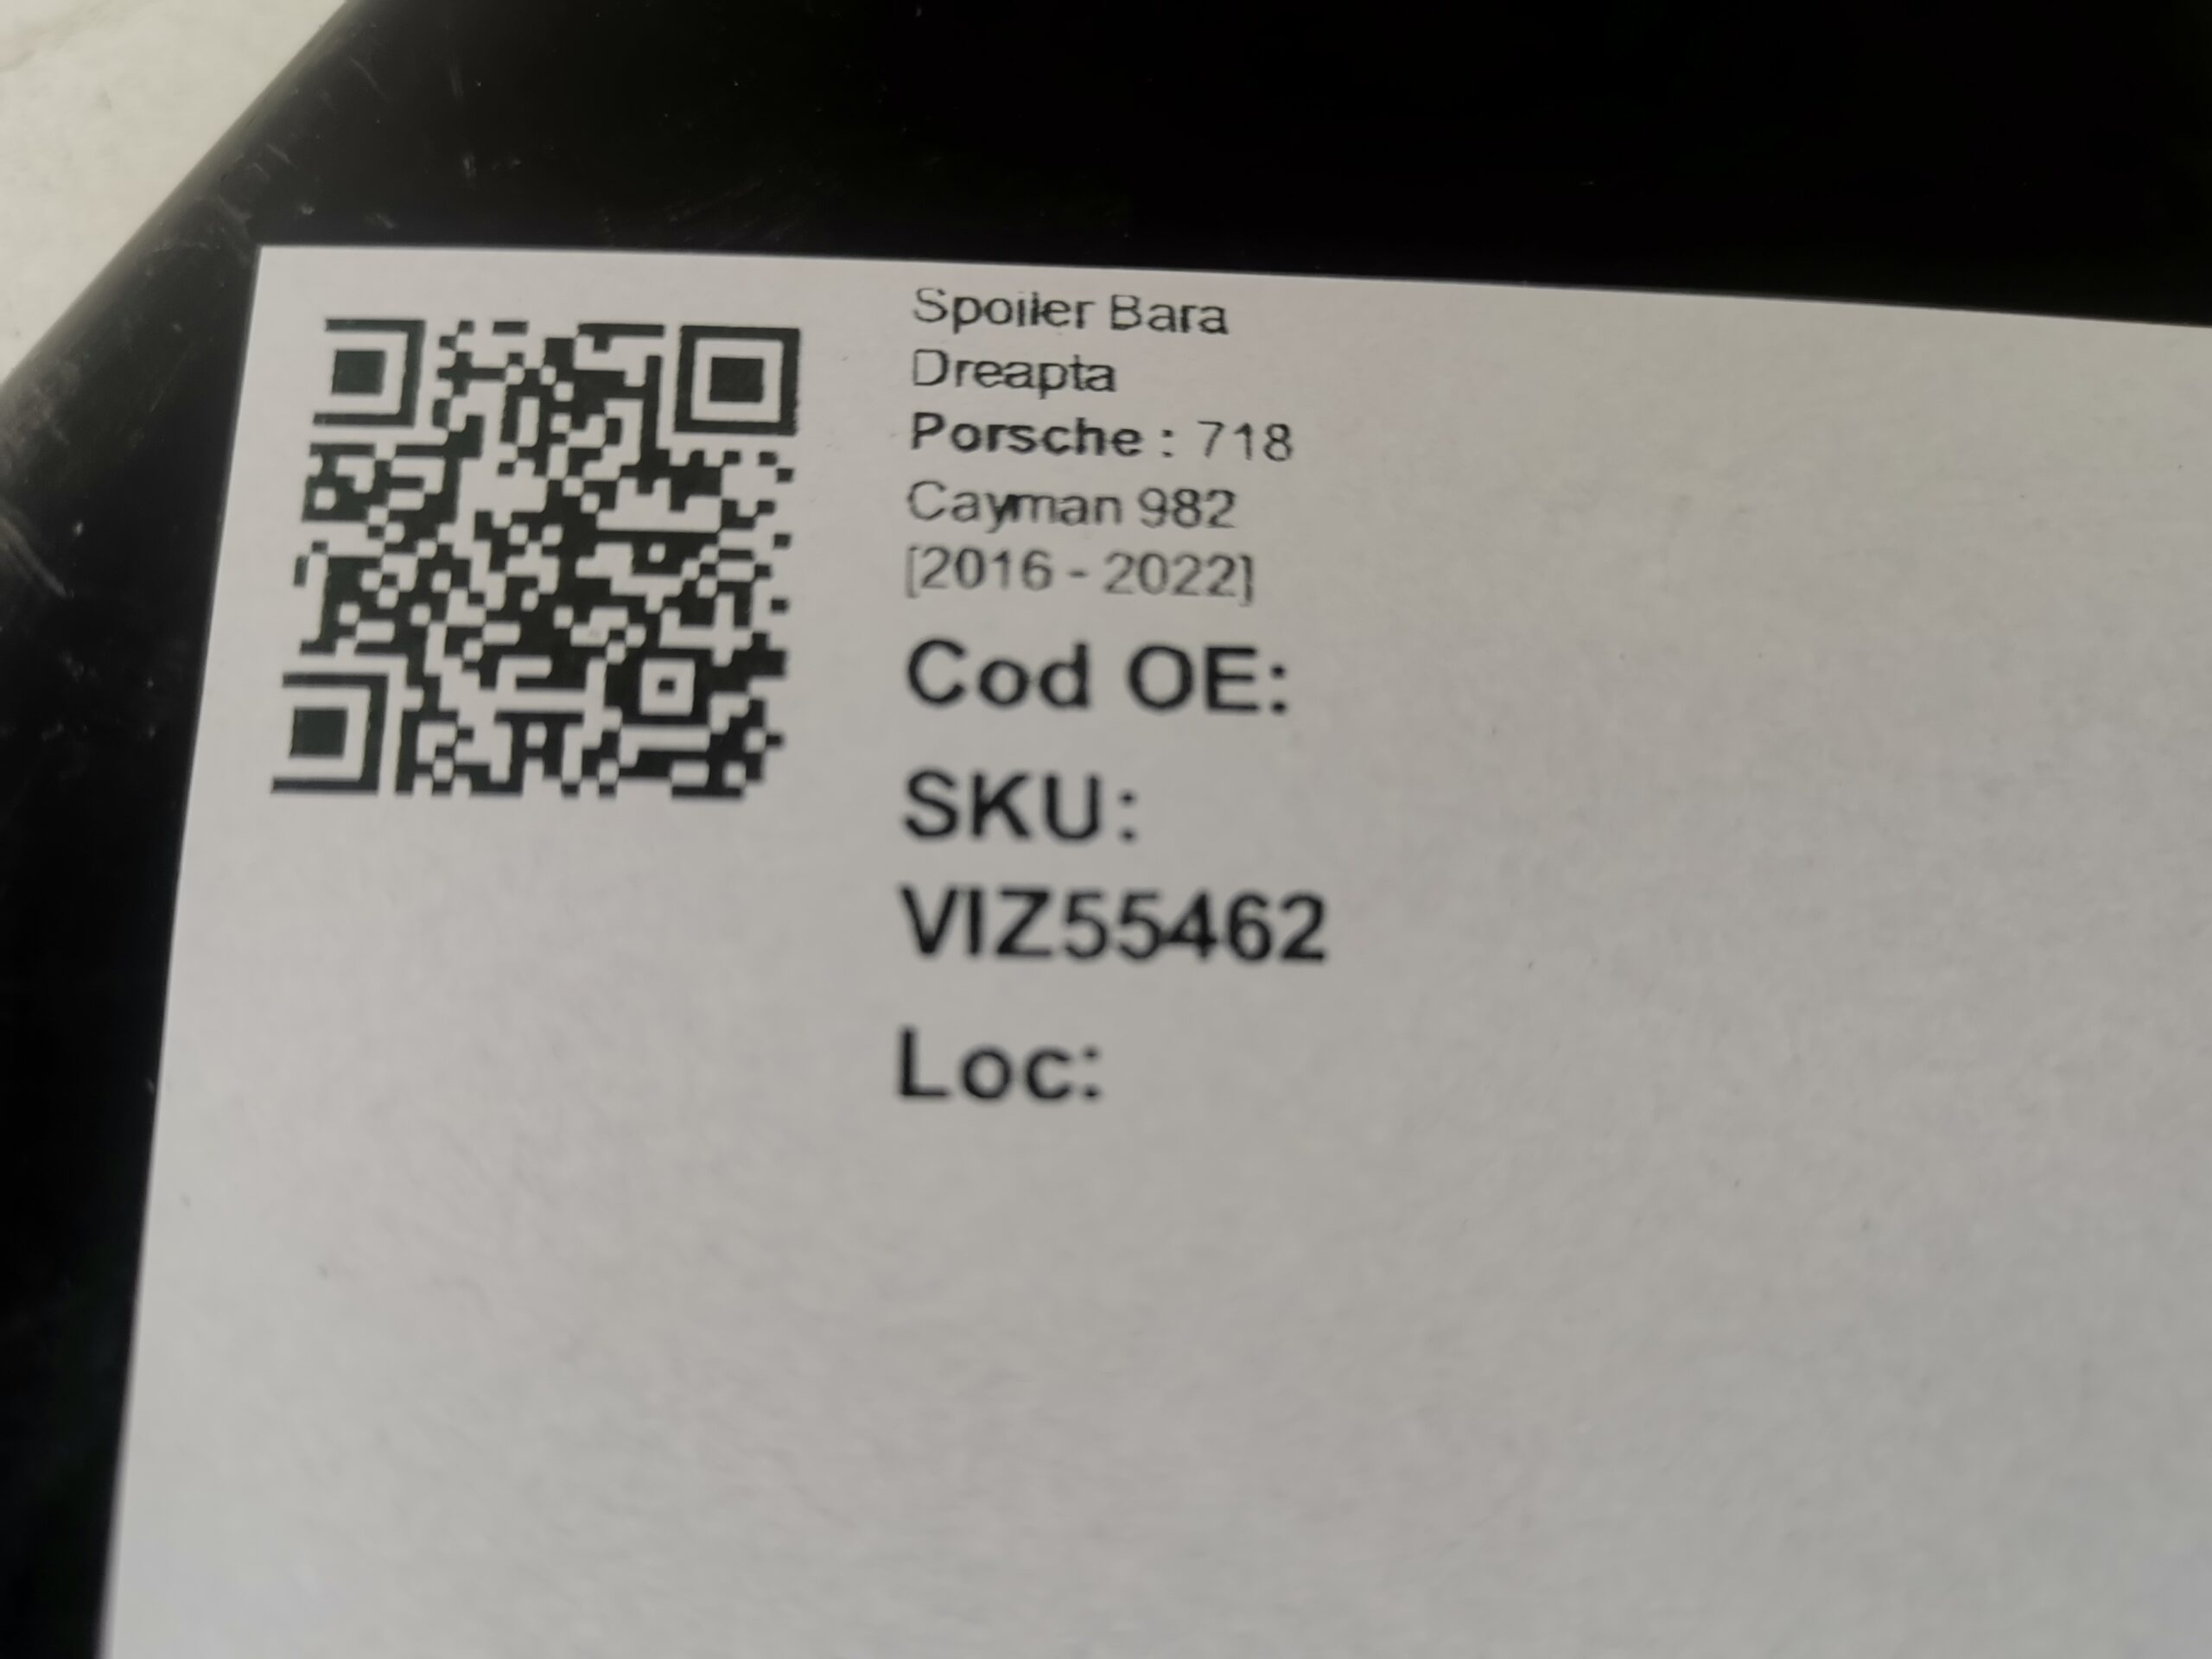 Spoiler Bara
Dreapta
Porsche : 718
Cayman 982
[2016 - 2022]
Cod OE:
SKU:
VIZ55462
Loc: